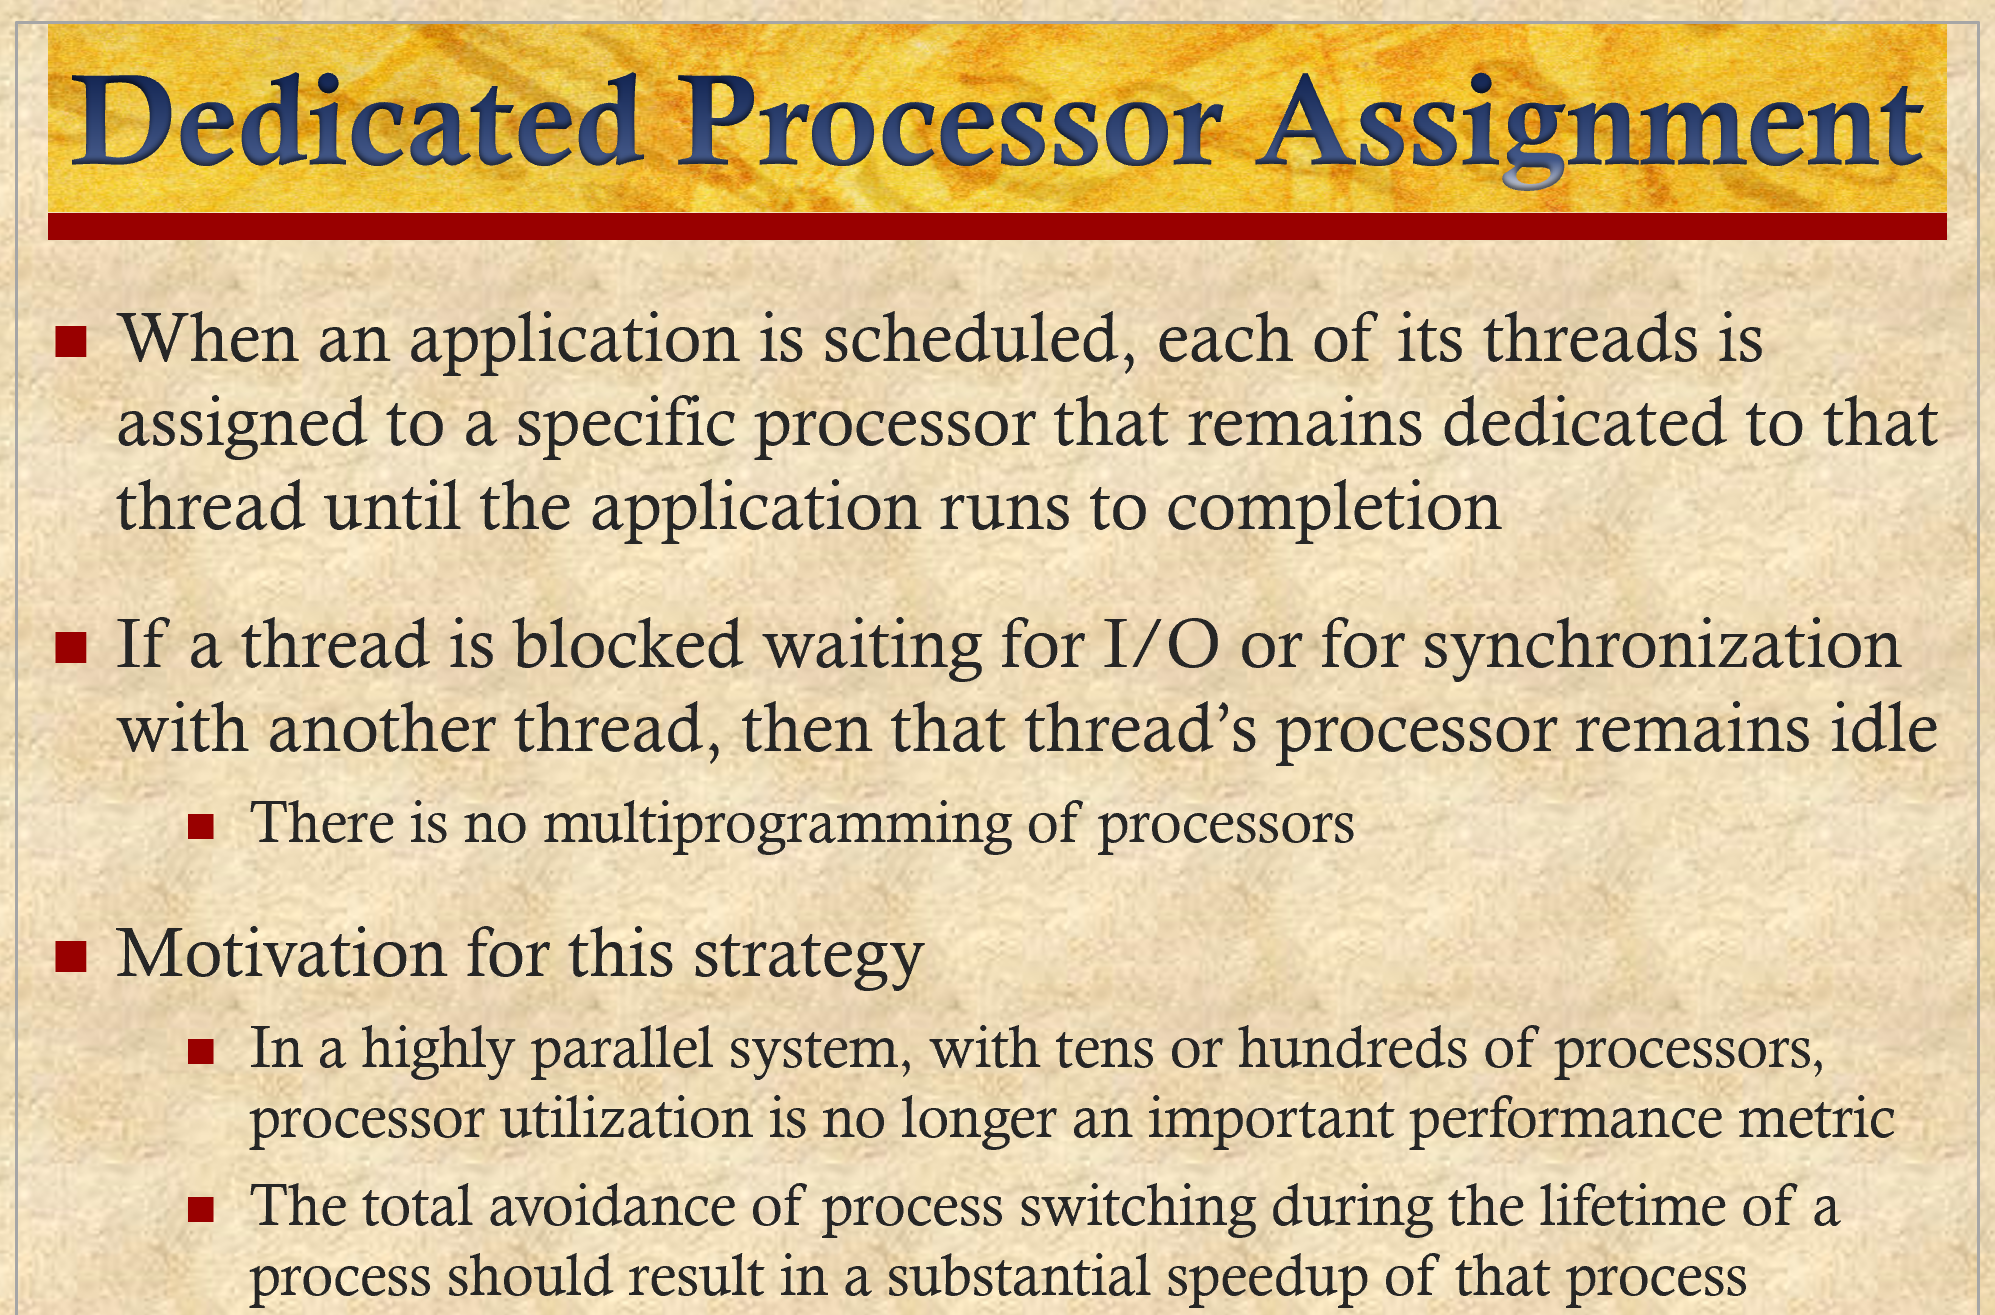 Dedicated Processor Assignment
When an application is scheduled, each of its threads is
assigned to a specific processor that remains dedicated to that
thread until the application runs to completion
If a thread is blocked waiting for I/O or for synchronization
with another thread, then that thread’s processor remains idle
There is no multiprogramming of processors
Motivation for this strategy
In a highly parallel system, with tens or hundreds of processors,
processor utilization is no longer an important performance metric
The total avoidance of process switching during the lifetime of a
process should result in a substantial speedup of that process